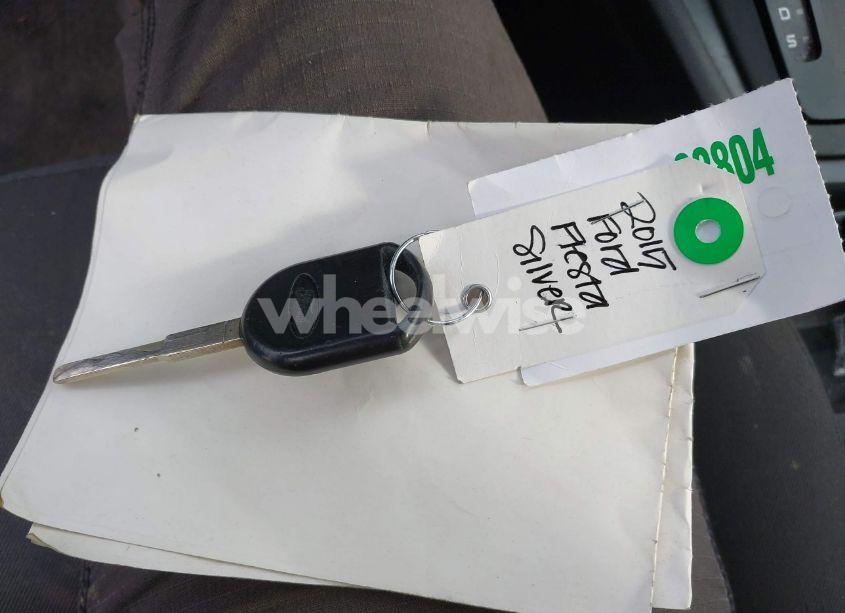 D
S
2015
Ford
Fiesta
Silver
wheelwise